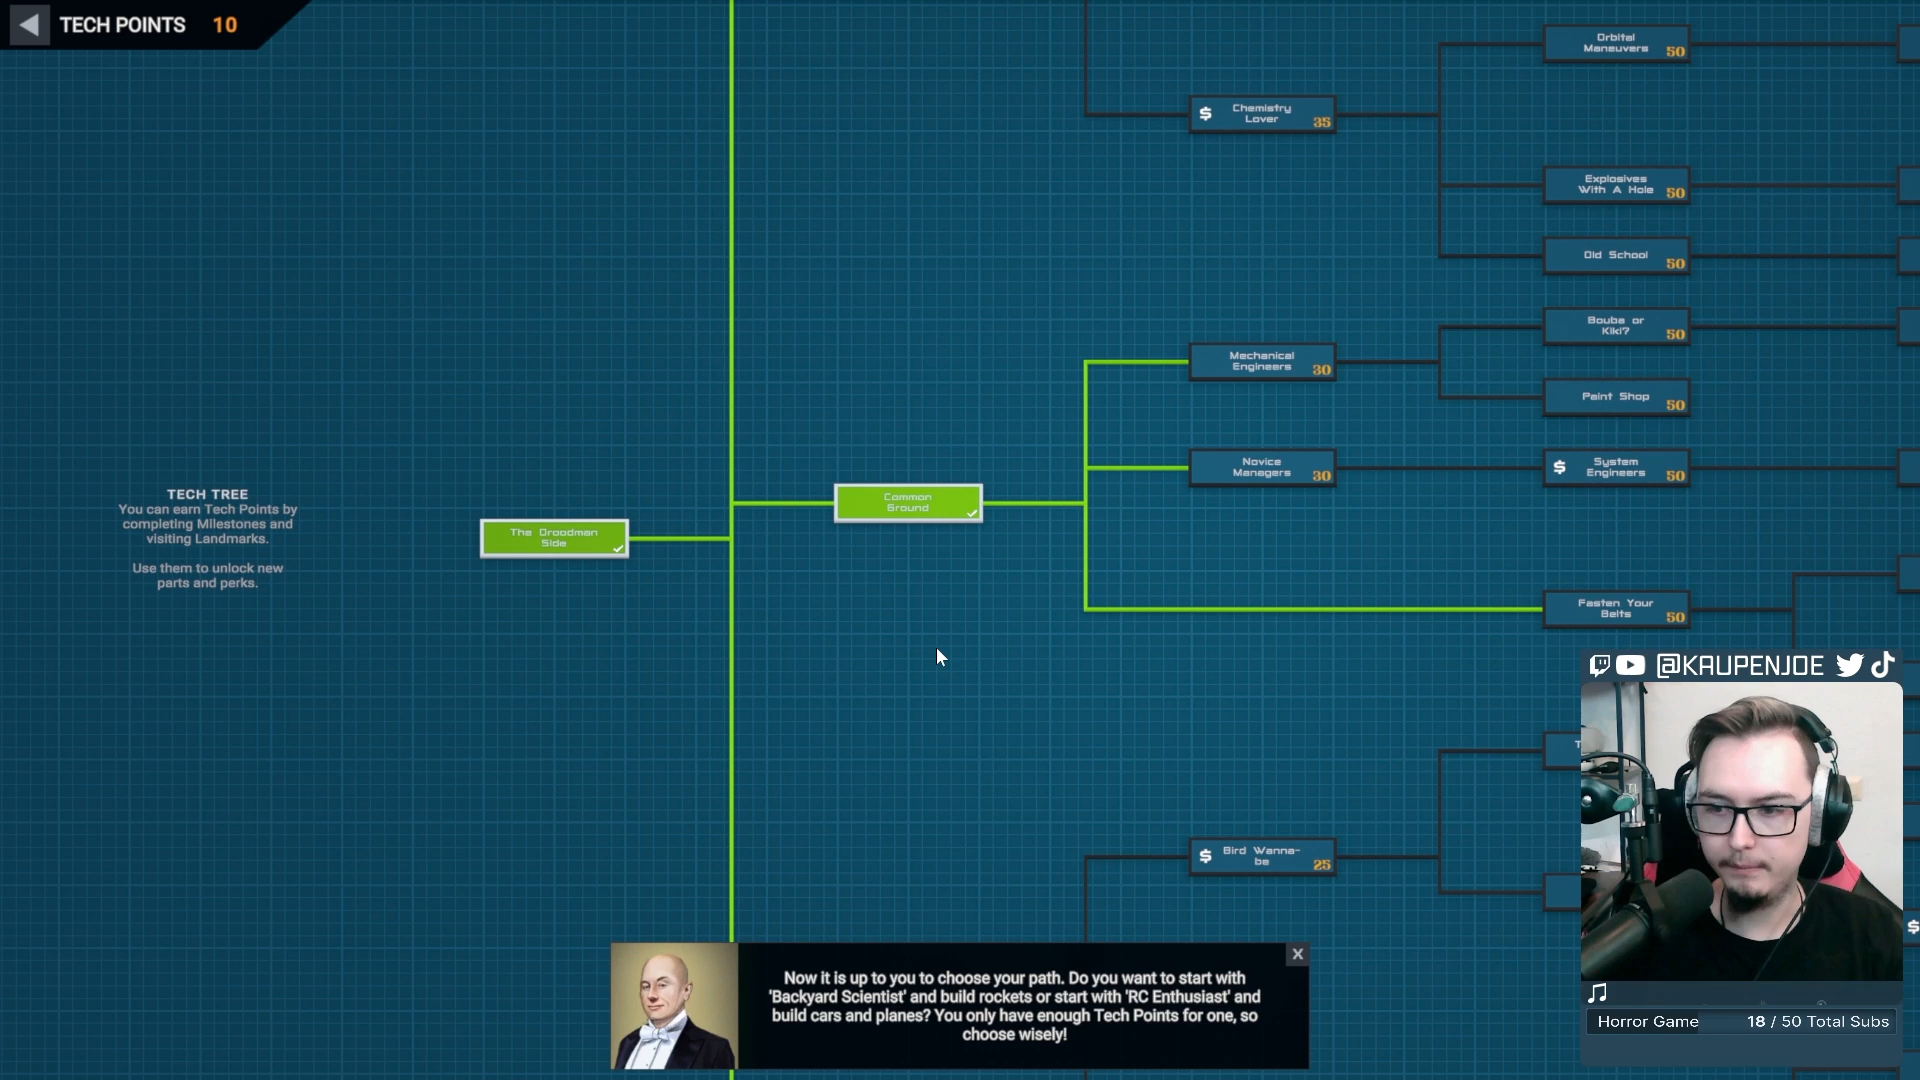 TECH POINTS 10
Orbital
Maneuvers 50
$ Chemistry
Lover 35
Explosives
With A Hole 50
Old School 50
Bouba or
Kiki? 50
Mechanical
Engineers 30
Paint Shop 50
Novice
Managers 30
$ System
Engineers 50
Common
Ground
TECH TREE
You can earn Tech Points by
completing Milestones and
visiting Landmarks.
Use them to unlock new
parts and perks.
The Droodman
Side
Fasten Your
Belts 50
@KAUPENJOE
$ Bird Wanna-
be 25
$
X
Now it is up to you to choose your path. Do you want to start with
'Backyard Scientist' and build rockets or start with 'RC Enthusiast' and
build cars and planes? You only have enough Tech Points for one, so
choose wisely!
Horror Game 18 / 50 Total Subs